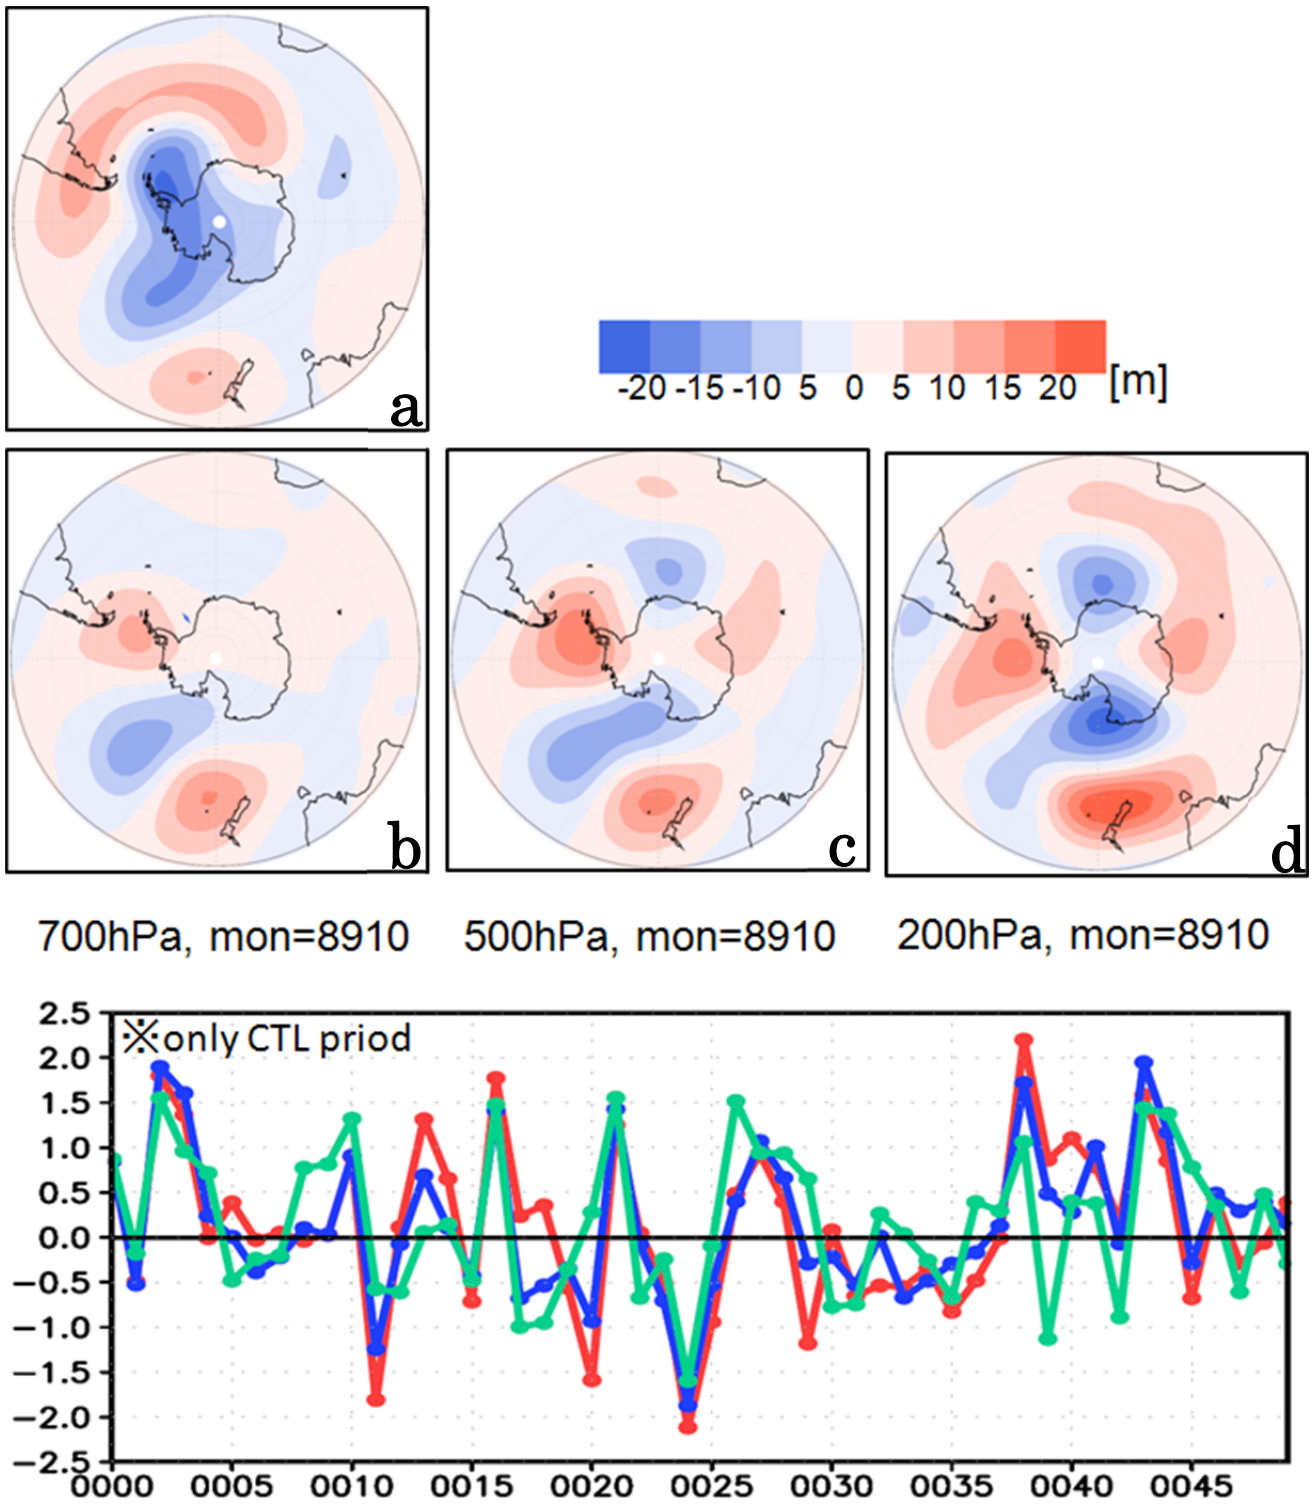 a
-20 -15 -10 5 0 5 10 15 20 [m]
b
c
d
700hPa, mon=8910
500hPa, mon=8910
200hPa, mon=8910
※only CTL priod
2.5
2.0
1.5
1.0
0.5
0.0
−0.5
−1.0
−1.5
−2.0
−2.5
0000 0005 0010 0015 0020 0025 0030 0035 0040 0045